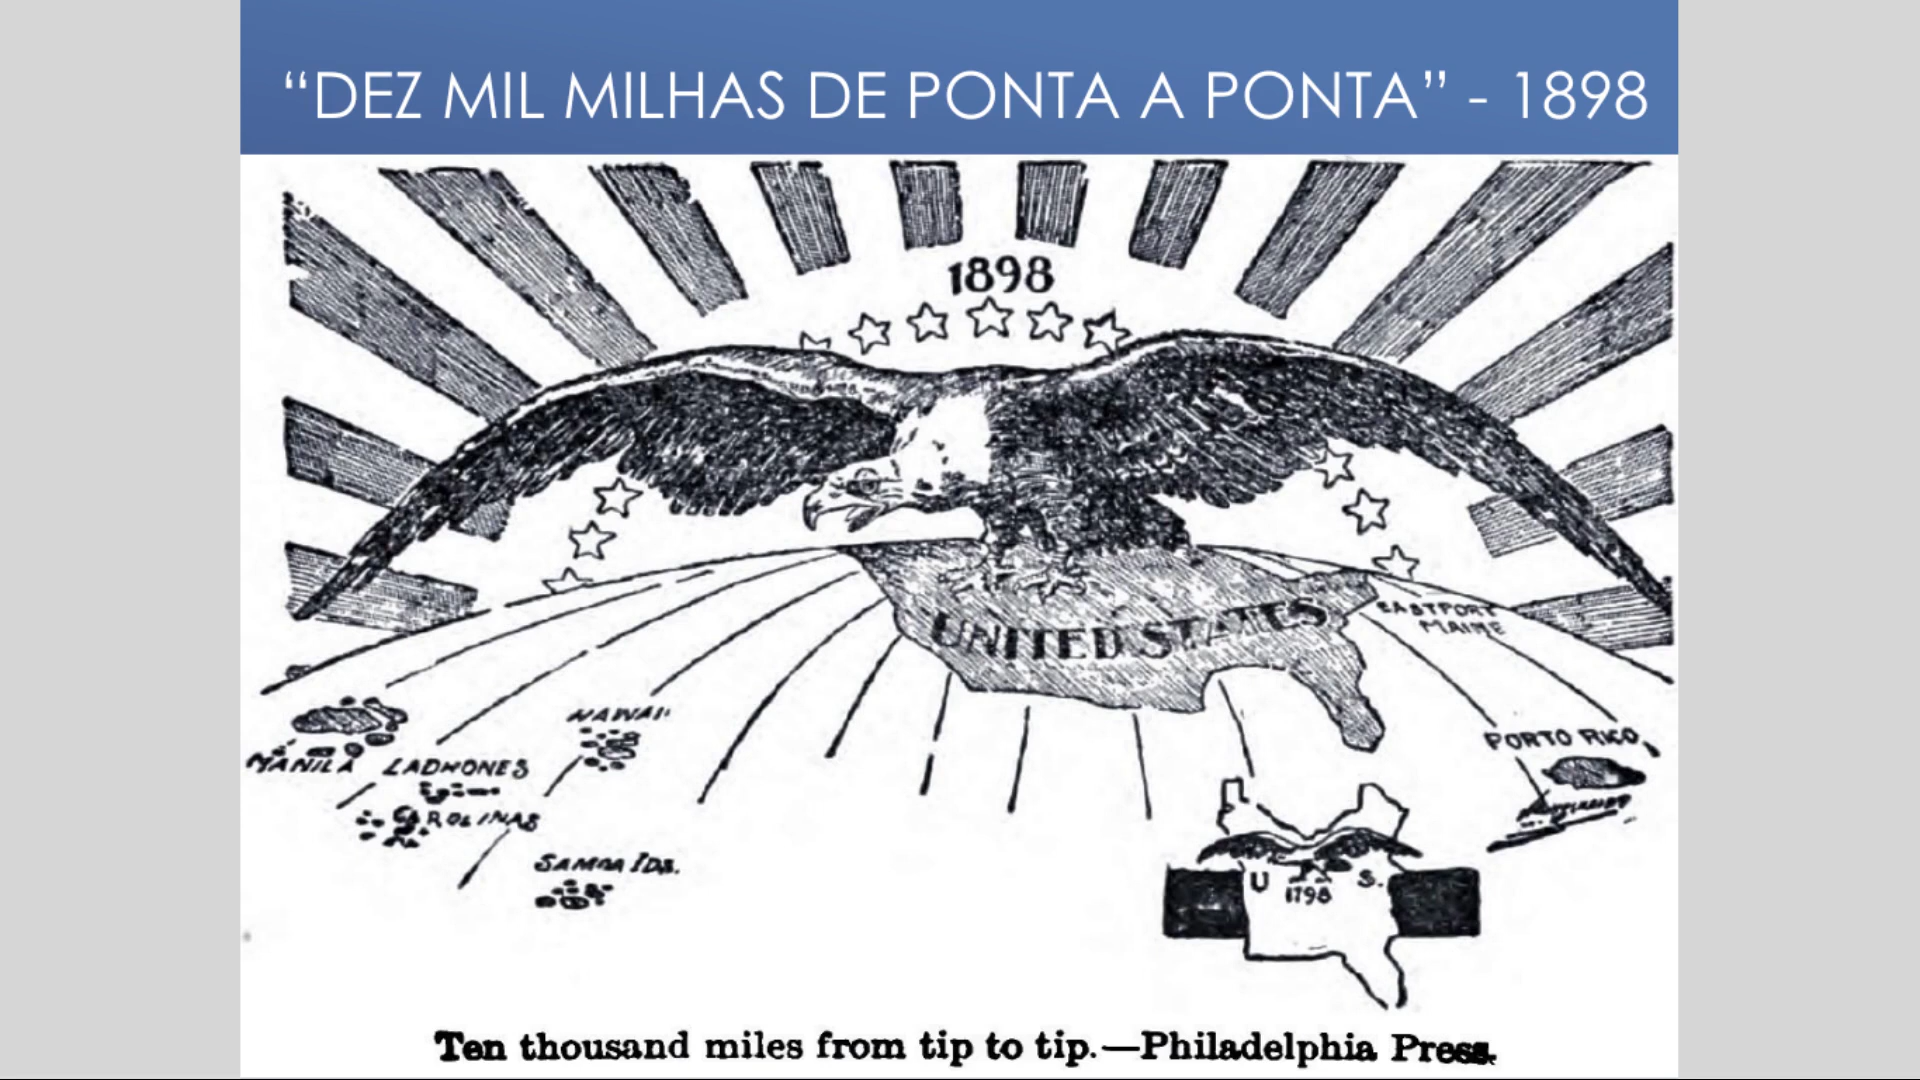 “DEZ MIL MILHAS DE PONTA A PONTA” - 1898
1898
UNITED STATES
EASTPORT
MAINE
HAWAII
PORTO RICO
MANILA
LADRONES
CAROLINAS
SAMOA IDS.
U S.
1798
Ten thousand miles from tip to tip.—Philadelphia Press.